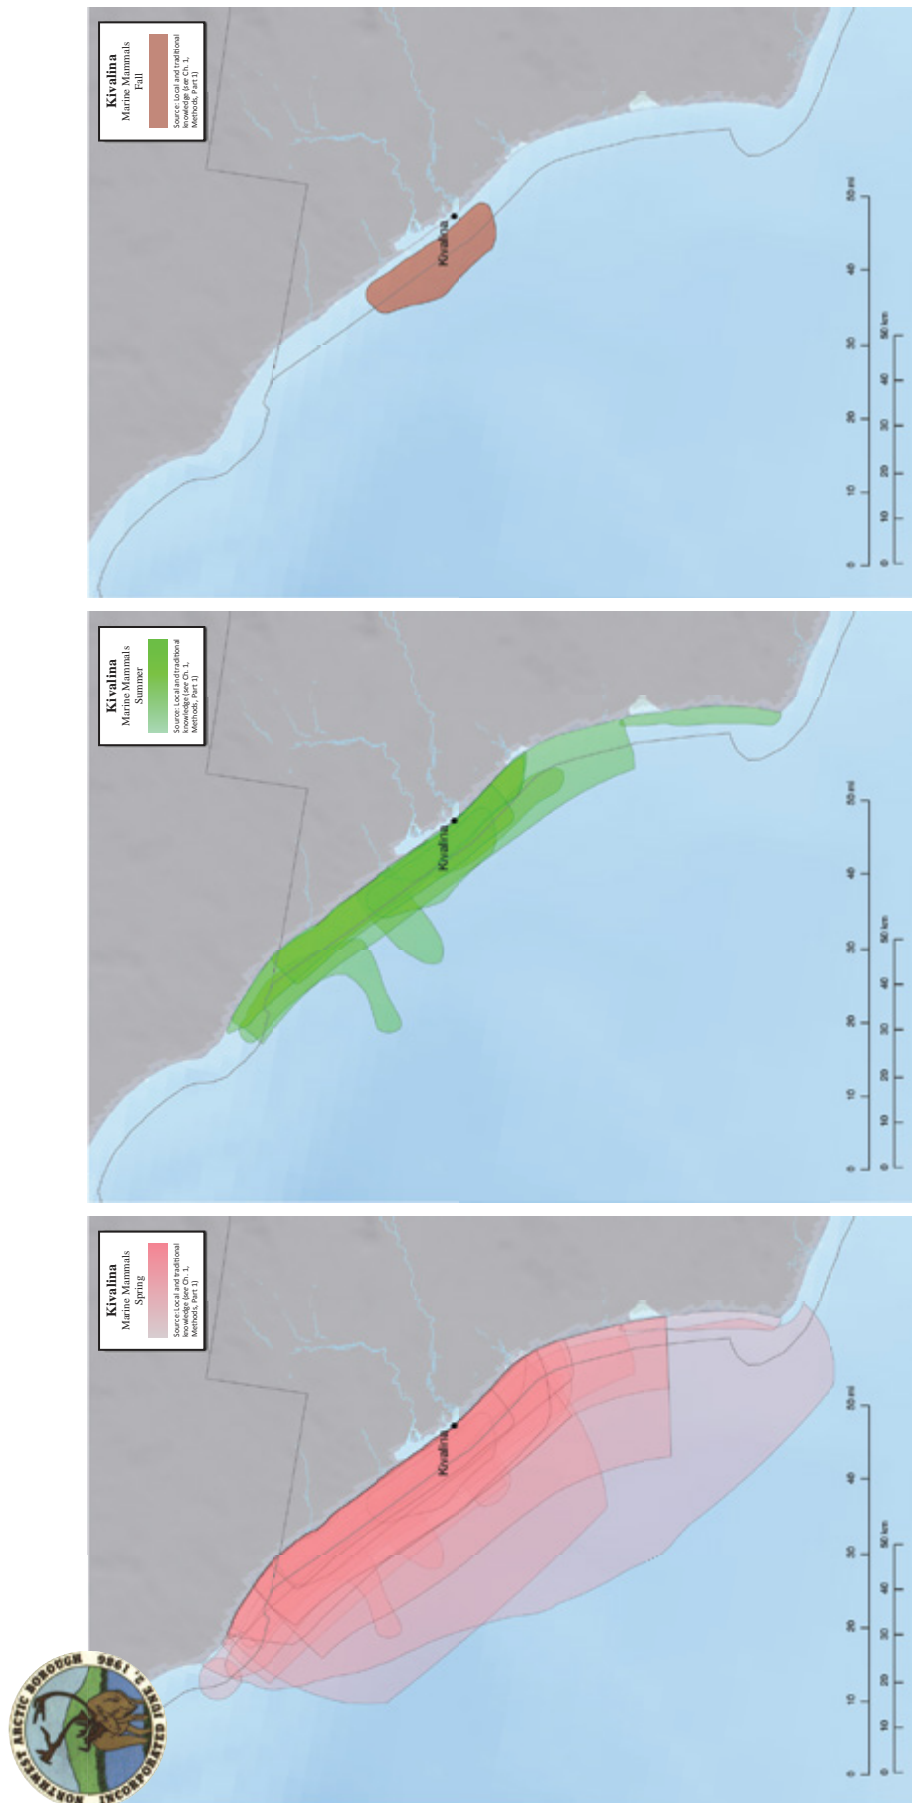 Kivalina
Marine Mammals
Fall
Source: Local and traditional
knowledge (see Ch. 1,
Methods, Part 1)
Kivalina
0 10 20 30 40 50 mi
0 10 20 30 40 50 km
Kivalina
Marine Mammals
Summer
Source: Local and traditional
knowledge (see Ch. 1,
Methods, Part 1)
Kivalina
0 10 20 30 40 50 mi
0 10 20 30 40 50 km
Kivalina
Marine Mammals
Spring
Source: Local and traditional
knowledge (see Ch. 1,
Methods, Part 1)
Kivalina
0 10 20 30 40 50 mi
0 10 20 30 40 50 km
NORTHWEST ARCTIC BOROUGH
INCORPORATED JUNE 2, 1986